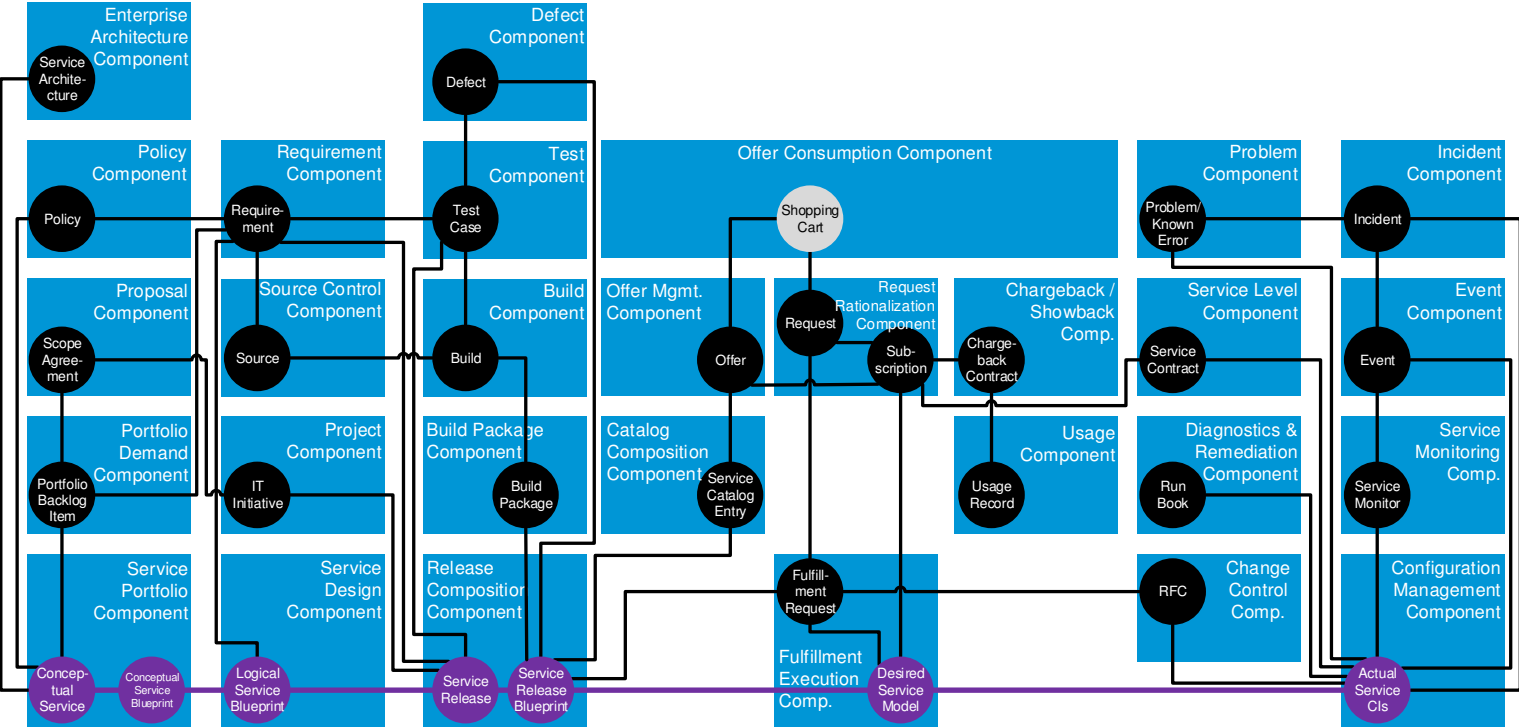 Enterprise
Architecture
Component
Service
Archite-
cture
Defect
Component
Defect
Policy
Component
Policy
Requirement
Component
Require-
ment
Test
Component
Test
Case
Offer Consumption Component
Shopping
Cart
Problem
Component
Problem/
Known
Error
Incident
Component
Incident
Proposal
Component
Scope
Agree-
ment
Source Control
Component
Source
Build
Component
Build
Offer Mgmt.
Component
Offer
Request
Rationalization
Component
Request
Sub-
scription
Chargeback /
Showback
Comp.
Charge-
back
Contract
Service Level
Component
Service
Contract
Event
Component
Event
Portfolio
Demand
Component
Portfolio
Backlog
Item
Project
Component
IT
Initiative
Build Package
Component
Build
Package
Catalog
Composition
Component
Service
Catalog
Entry
Usage
Component
Usage
Record
Diagnostics &
Remediation
Component
Run
Book
Service
Monitoring
Comp.
Service
Monitor
Service
Portfolio
Component
Concep-
tual
Service
Conceptual
Service
Blueprint
Service
Design
Component
Logical
Service
Blueprint
Release
Composition
Component
Service
Release
Service
Release
Blueprint
Fulfill-
ment
Request
Fulfillment
Execution
Comp.
Desired
Service
Model
Change
Control
Comp.
RFC
Configuration
Management
Component
Actual
Service
CIs